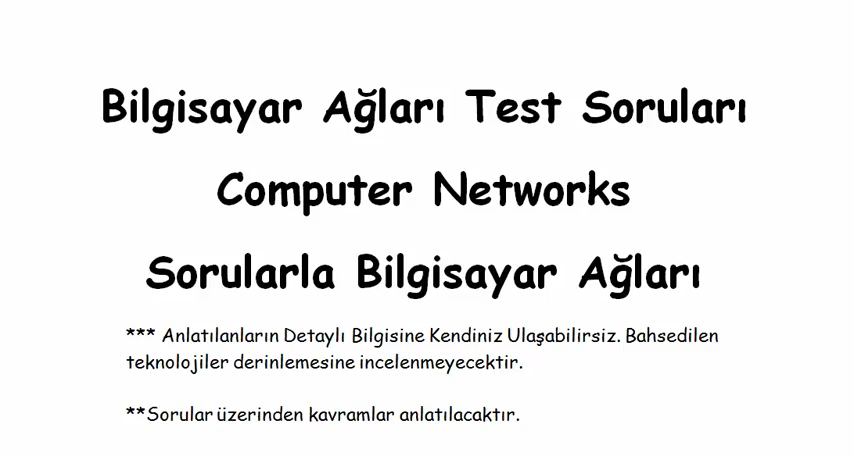 Bilgisayar Ağları Test Soruları
Computer Networks
Sorularla Bilgisayar Ağları
*** Anlatılanların Detaylı Bilgisine Kendiniz Ulaşabilirsiz. Bahsedilen
teknolojiler derinlemesine incelenmeyecektir.
**Sorular üzerinden kavramlar anlatılacaktır.